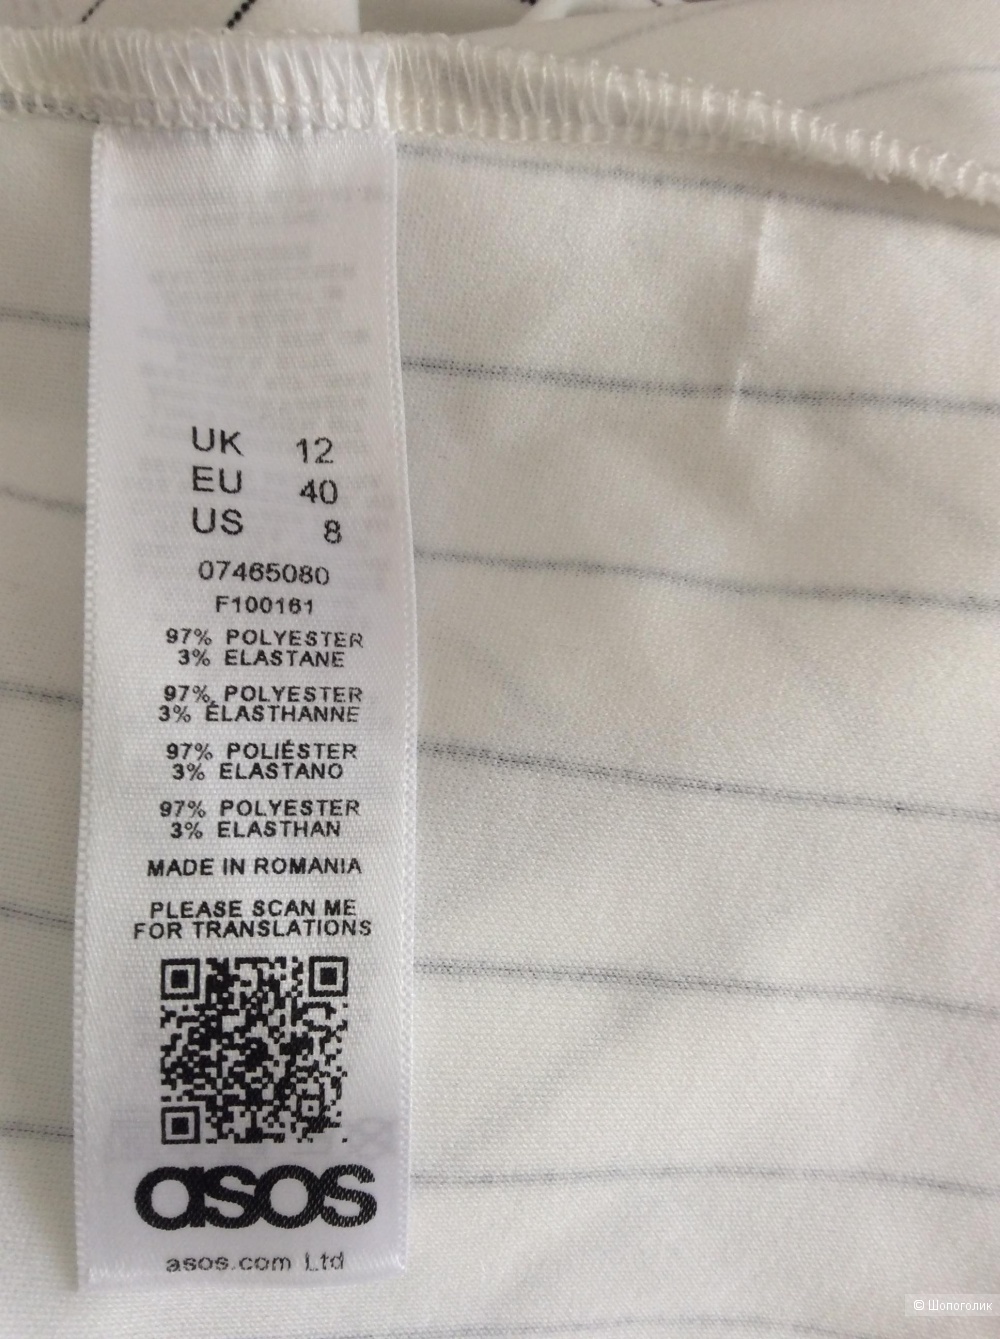 UK 12
EU 40
US 8
07465080
F100161
97% POLYESTER
3% ELASTANE
97% POLYESTER
3% ÉLASTHANNE
97% POLIÉSTER
3% ELASTANO
97% POLYESTER
3% ELASTHAN
MADE IN ROMANIA
PLEASE SCAN ME
FOR TRANSLATIONS
asos
asos.com Ltd
© Шопоголик